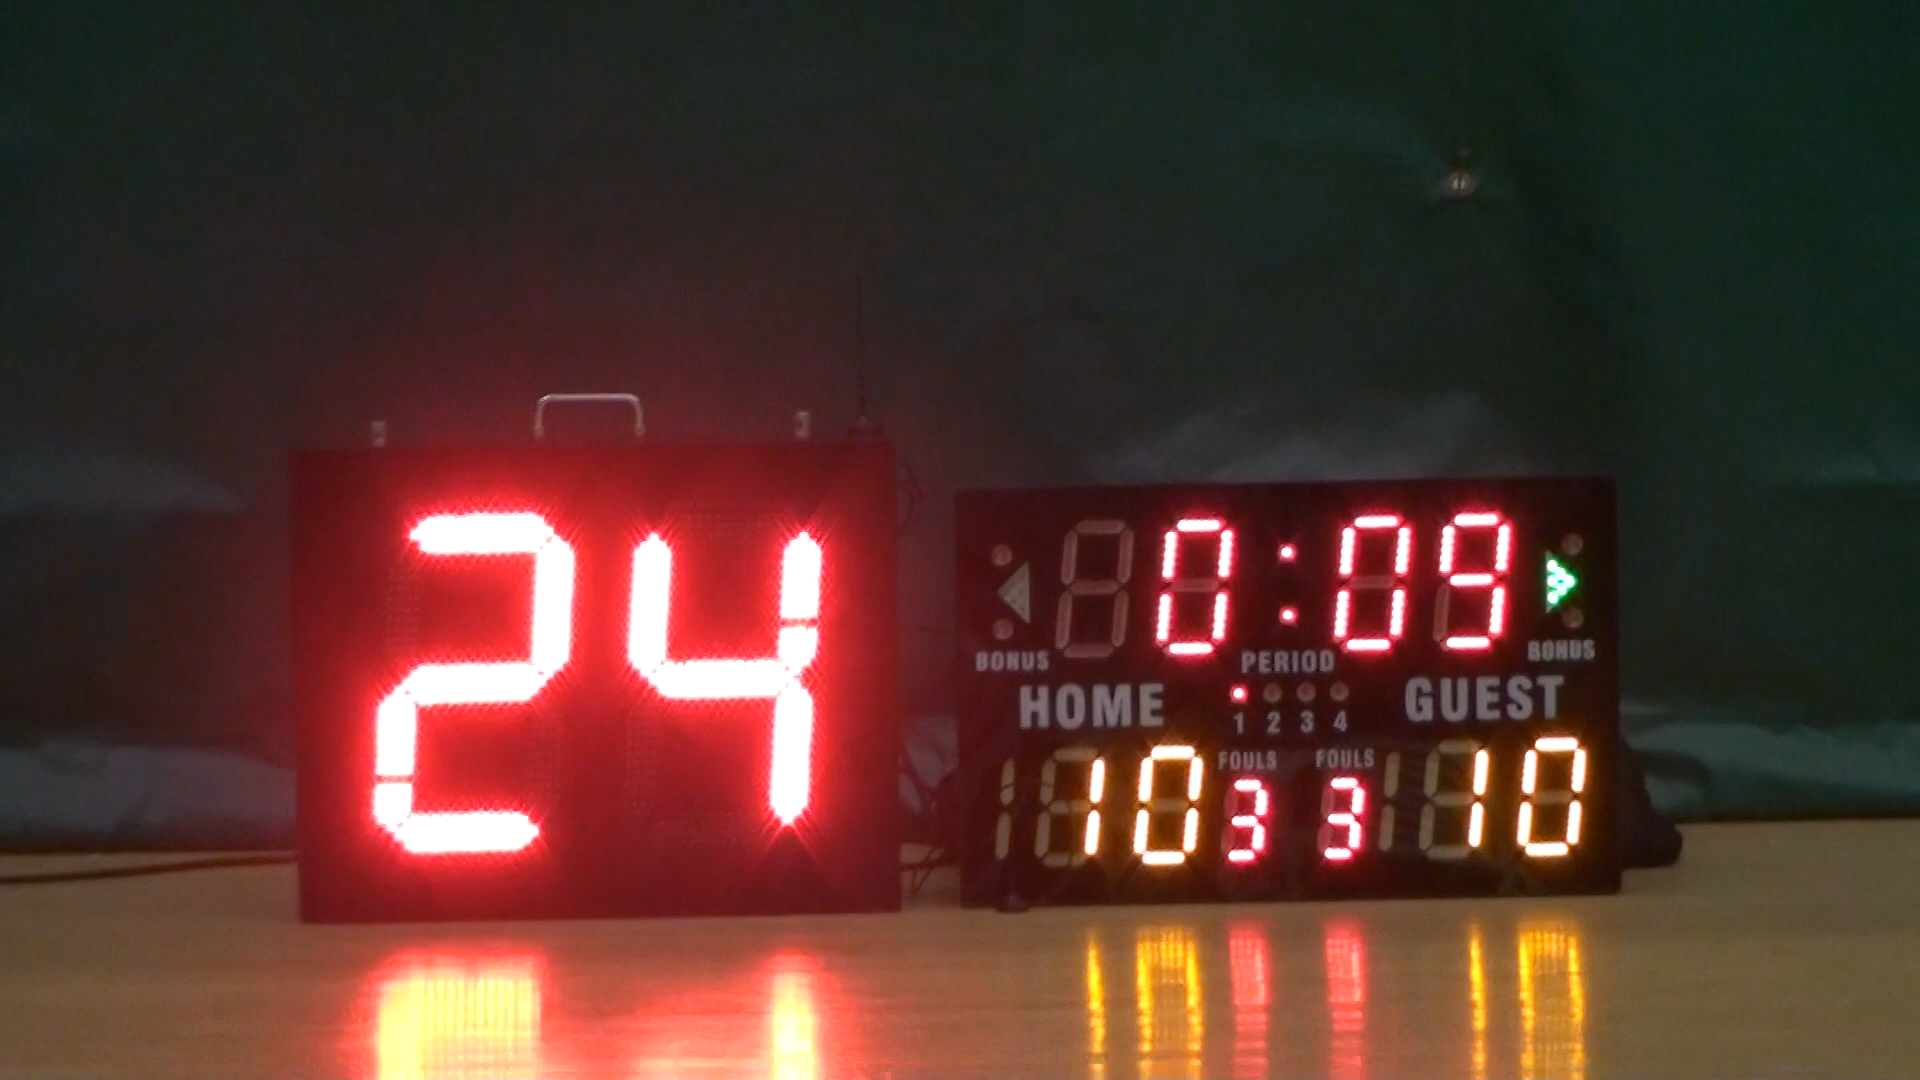 24
0:09
BONUS PERIOD BONUS
HOME GUEST
1 2 3 4
FOULS FOULS
10 3 3 10